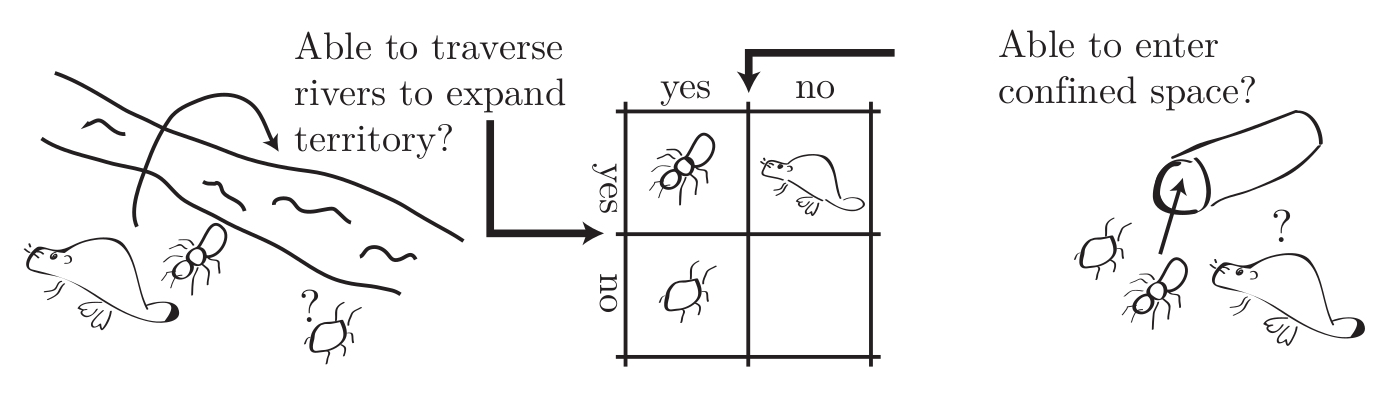 Able to traverse
rivers to expand
territory?
?
yes no
yes
no
Able to enter
confined space?
?